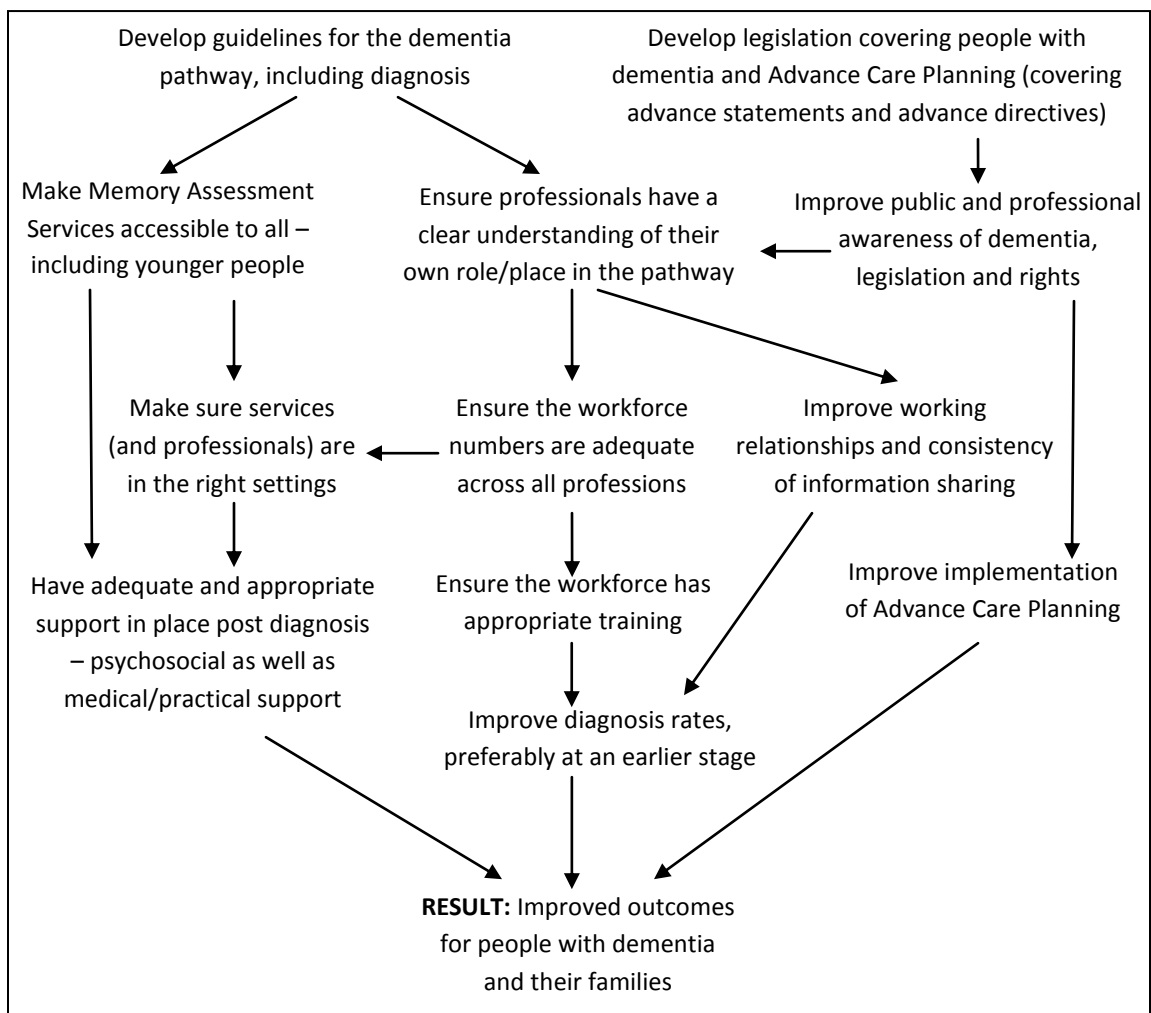 Develop guidelines for the dementia
pathway, including diagnosis
Develop legislation covering people with
dementia and Advance Care Planning (covering
advance statements and advance directives)
Make Memory Assessment
Services accessible to all –
including younger people
Ensure professionals have a
clear understanding of their
own role/place in the pathway
Improve public and professional
awareness of dementia,
legislation and rights
Make sure services
(and professionals) are
in the right settings
Ensure the workforce
numbers are adequate
across all professions
Improve working
relationships and consistency
of information sharing
Have adequate and appropriate
support in place post diagnosis
– psychosocial as well as
medical/practical support
Ensure the workforce has
appropriate training
Improve implementation
of Advance Care Planning
Improve diagnosis rates,
preferably at an earlier stage
RESULT: Improved outcomes
for people with dementia
and their families